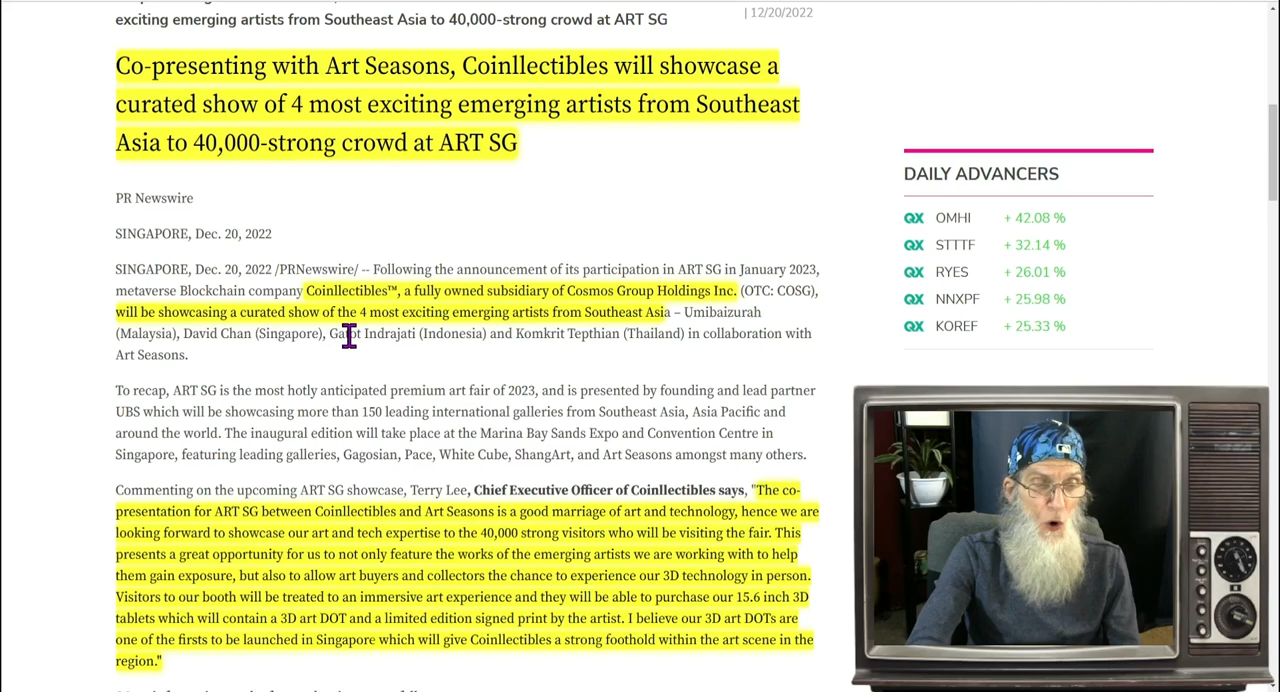 exciting emerging artists from Southeast Asia to 40,000-strong crowd at ART SG
| 12/20/2022
Co-presenting with Art Seasons, Coinllectibles will showcase a
curated show of 4 most exciting emerging artists from Southeast
Asia to 40,000-strong crowd at ART SG
PR Newswire
SINGAPORE, Dec. 20, 2022
SINGAPORE, Dec. 20, 2022 /PRNewswire/ -- Following the announcement of its participation in ART SG in January 2023,
metaverse Blockchain company Coinllectibles™, a fully owned subsidiary of Cosmos Group Holdings Inc. (OTC: COSG),
will be showcasing a curated show of the 4 most exciting emerging artists from Southeast Asia – Umibaizurah
(Malaysia), David Chan (Singapore), Gatot Indrajati (Indonesia) and Komkrit Tepthian (Thailand) in collaboration with
Art Seasons.
To recap, ART SG is the most hotly anticipated premium art fair of 2023, and is presented by founding and lead partner
UBS which will be showcasing more than 150 leading international galleries from Southeast Asia, Asia Pacific and
around the world. The inaugural edition will take place at the Marina Bay Sands Expo and Convention Centre in
Singapore, featuring leading galleries, Gagosian, Pace, White Cube, ShangArt, and Art Seasons amongst many others.
Commenting on the upcoming ART SG showcase, Terry Lee, Chief Executive Officer of Coinllectibles says, "The co-
presentation for ART SG between Coinllectibles and Art Seasons is a good marriage of art and technology, hence we are
looking forward to showcase our art and tech expertise to the 40,000 strong visitors who will be visiting the fair. This
presents a great opportunity for us to not only feature the works of the emerging artists we are working with to help
them gain exposure, but also to allow art buyers and collectors the chance to experience our 3D technology in person.
Visitors to our booth will be treated to an immersive art experience and they will be able to purchase our 15.6 inch 3D
tablets which will contain a 3D art DOT and a limited edition signed print by the artist. I believe our 3D art DOTs are
one of the firsts to be launched in Singapore which will give Coinllectibles a strong foothold within the art scene in the
region."
DAILY ADVANCERS
QX OMHI + 42.08 %
QX STTTF + 32.14 %
QX RYES + 26.01 %
QX NNXPF + 25.98 %
QX KOREF + 25.33 %